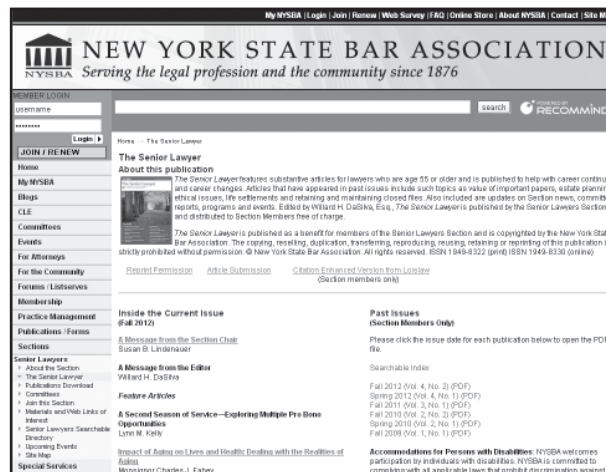 My NYSBA | Login | Join | Renew | Web Survey | FAQ | Online Store | About NYSBA | Contact | Site M
NYSBA
NEW YORK STATE BAR ASSOCIATION
Serving the legal profession and the community since 1876
MEMBER LOGIN
username
Login
JOIN / RENEW
Home
My NYSBA
Blogs
CLE
Committees
Events
For Attorneys
For the Community
Forums / Listserves
Membership
Practice Management
Publications / Forms
Sections
Senior Lawyers
About the Section
The Senior Lawyer
Publications Download
Committees
Join this Section
Materials and Web Links of
Interest
Senior Lawyers Searchable
Directory
Upcoming Events
Site Map
Special Services
search
POWERED BY
RECOMMIND
Home → The Senior Lawyer
The Senior Lawyer
About this publication
The Senior Lawyer features substantive articles for lawyers who are age 55 or older and is published to help with career continu
and career changes. Articles that have appeared in past issues include such topics as value of important papers, estate plannin
ethical issues, life settlements and retaining and maintaining closed files. Also included are updates on Section news, committe
reports, programs and events. Edited by Willard H. DaSilva, Esq., The Senior Lawyer is published by the Senior Lawyers Section
and distributed to Section Members free of charge.
The Senior Lawyer is published as a benefit for members of the Senior Lawyers Section and is copyrighted by the New York Stat
Bar Association. The copying, reselling, duplication, transferring, reproducing, reusing, retaining or reprinting of this publication i
strictly prohibited without permission. © New York State Bar Association. All rights reserved. ISSN 1949-8322 (print) ISSN 1949-8330 (online)
Reprint Permission Article Submission Citation Enhanced Version from Loislaw
(Section members only)
Inside the Current Issue
(Fall 2012)
A Message from the Section Chair
Susan B. Lindenauer
A Message from the Editor
Willard H. DaSilva
Feature Articles
A Second Season of Service—Exploring Multiple Pro Bono
Opportunities
Lynn M. Kelly
Impact of Aging on Lives and Health: Dealing with the Realities of
Aging
Monsignor Charles J. Fahey
Past Issues
(Section Members Only)
Please click the issue date for each publication below to open the PDF
file.
Searchable Index
Fall 2012 (Vol. 4, No. 2) (PDF)
Spring 2012 (Vol. 4, No. 1) (PDF)
Fall 2011 (Vol. 3, No. 1) (PDF)
Fall 2010 (Vol. 2, No. 2) (PDF)
Spring 2010 (Vol. 2, No. 1) (PDF)
Fall 2009 (Vol. 1, No. 1) (PDF)
Accommodations for Persons with Disabilities: NYSBA welcomes
participation by individuals with disabilities. NYSBA is committed to
complying with all applicable laws that prohibit discrimination against